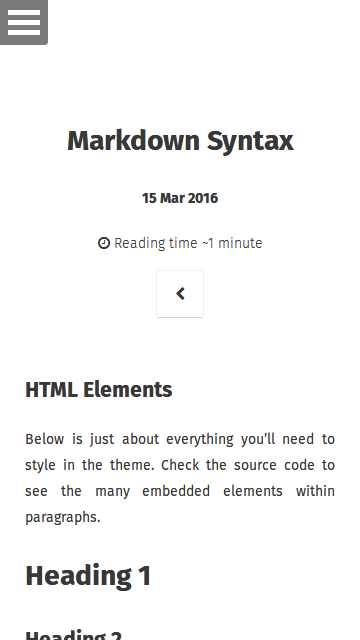 Markdown Syntax
15 Mar 2016
Reading time ~1 minute
HTML Elements
Below is just about everything you’ll need to
style in the theme. Check the source code to
see the many embedded elements within
paragraphs.
Heading 1
Heading 2